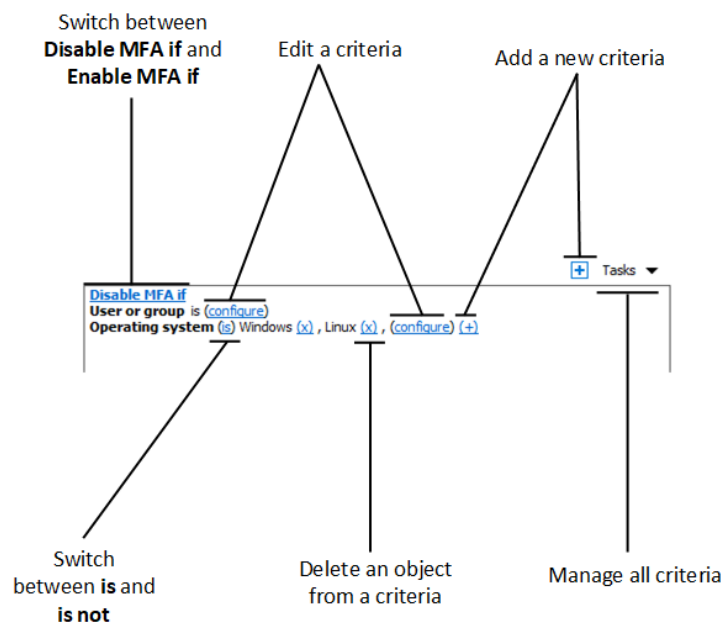 Switch between
Disable MFA if and
Enable MFA if
Edit a criteria
Add a new criteria
+ Tasks
Disable MFA if
User or group is (configure)
Operating system (is) Windows (x) , Linux (x) , (configure) (+)
Switch
between is and
is not
Delete an object
from a criteria
Manage all criteria